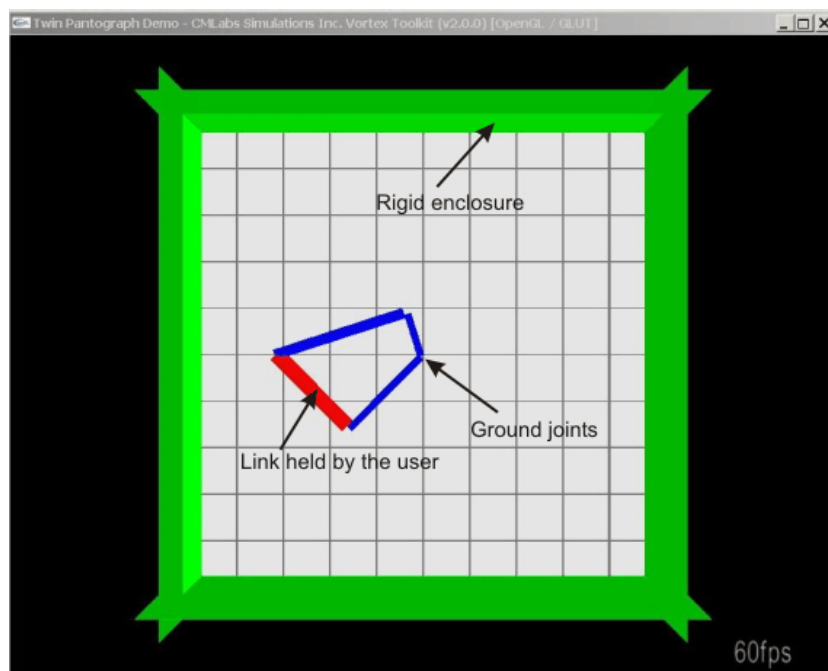 Twin Pantograph Demo - CMLabs Simulations Inc. Vortex Toolkit (v2.0.0) [OpenGL / GLUT]
Rigid enclosure
Ground joints
Link held by the user
60fps